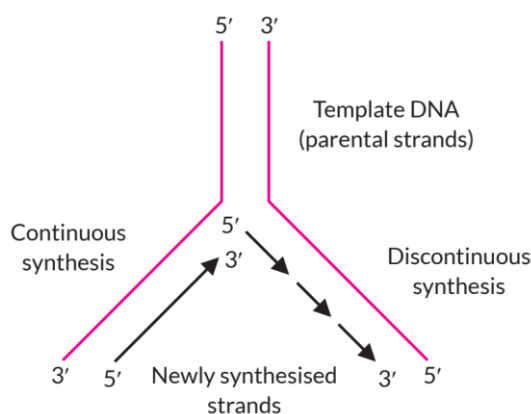 5′ 3′
Template DNA
(parental strands)
Continuous
synthesis
5′
3′
Discontinuous
synthesis
3′ 5′
Newly synthesised
strands
3′ 5′